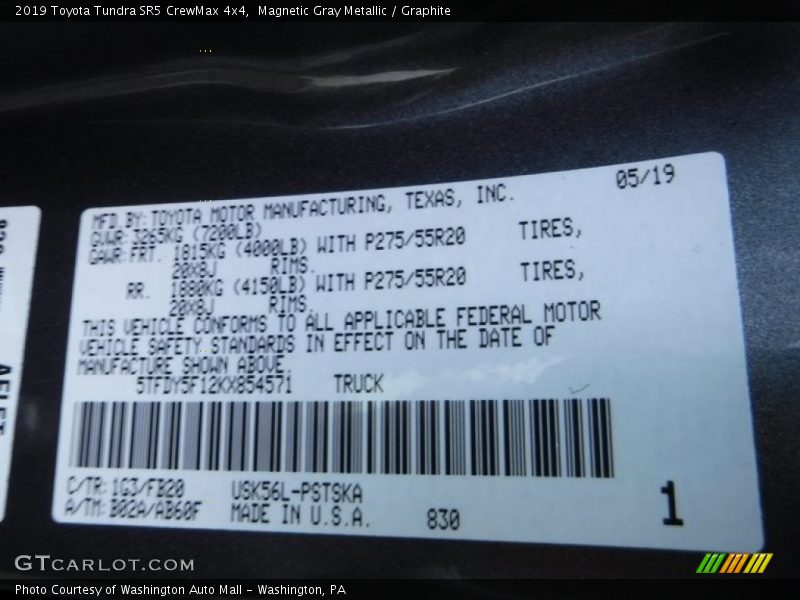 2019 Toyota Tundra SR5 CrewMax 4x4,  Magnetic Gray Metallic / Graphite
MFD. BY: TOYOTA MOTOR MANUFACTURING, TEXAS, INC. 05/19
GVWR: 3265KG (7200LB)
GAWR: FRT. 1815KG (4000LB) WITH P275/55R20 TIRES,
20X8J RIMS.
RR. 1880KG (4150LB) WITH P275/55R20 TIRES,
20X8J RIMS.
THIS VEHICLE CONFORMS TO ALL APPLICABLE FEDERAL MOTOR
VEHICLE SAFETY STANDARDS IN EFFECT ON THE DATE OF
MANUFACTURE SHOWN ABOVE.
5TFDY5F12KX854571 TRUCK
C/TR: 1G3/FB20 USK56L-PSTSKA
A/TM: B02A/AB60F MADE IN U.S.A. 830 1
GTCARLOT.COM
Photo Courtesy of Washington Auto Mall - Washington, PA